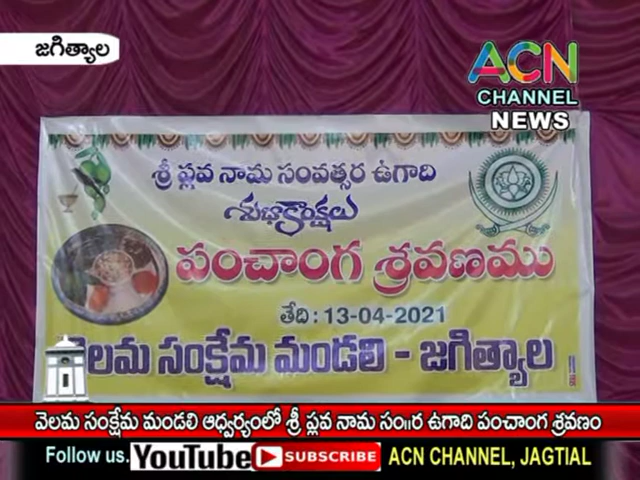 జగిత్యాల
ACN
CHANNEL
NEWS
శ్రీ ప్లవ నామ సంవత్సర ఉగాది
శుభాకాంక్షలు
పంచాంగ శ్రవణము
తేది : 13-04-2021
వెలమ సంక్షేమ మండలి - జగిత్యాల
వెలమ సంక్షేమ మండలి ఆధ్వర్యంలో శ్రీ ప్లవ నామ సం॥ర ఉగాది పంచాంగ శ్రవణం
Follow us. YouTube SUBSCRIBE ACN CHANNEL, JAGTIAL